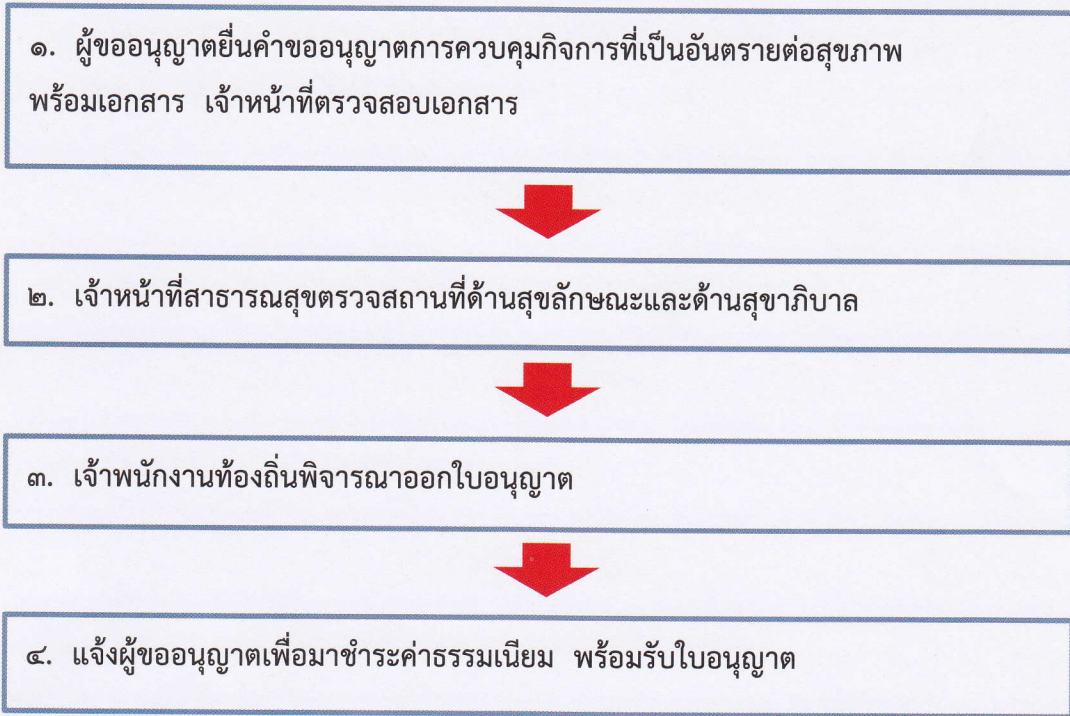 ๑. ผู้ขออนุญาตยื่นคำขออนุญาตการควบคุมกิจการที่เป็นอันตรายต่อสุขภาพ
พร้อมเอกสาร เจ้าหน้าที่ตรวจสอบเอกสาร
๒. เจ้าหน้าที่สาธารณสุขตรวจสถานที่ด้านสุขลักษณะและด้านสุขาภิบาล
๓. เจ้าพนักงานท้องถิ่นพิจารณาออกใบอนุญาต
๔. แจ้งผู้ขออนุญาตเพื่อมาชำระค่าธรรมเนียม พร้อมรับใบอนุญาต